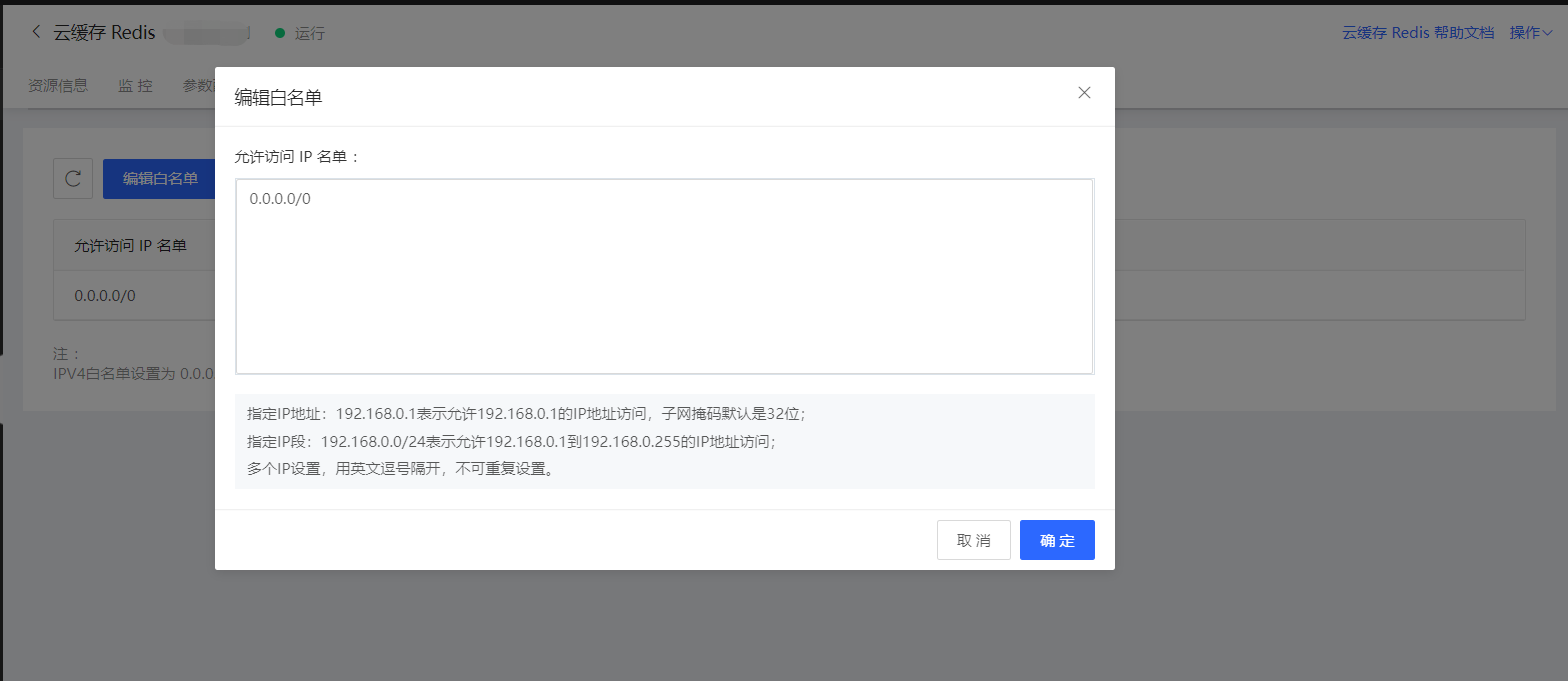 云缓存 Redis
运行
云缓存 Redis 帮助文档 操作
资源信息 监 控 参数
编辑白名单
允许访问 IP 名单：
0.0.0.0/0
编辑白名单
允许访问 IP 名单
0.0.0.0/0
注：
IPV4白名单设置为 0.0.0
指定IP地址：192.168.0.1表示允许192.168.0.1的IP地址访问，子网掩码默认是32位；
指定IP段：192.168.0.0/24表示允许192.168.0.1到192.168.0.255的IP地址访问；
多个IP设置，用英文逗号隔开，不可重复设置。
取 消 确 定